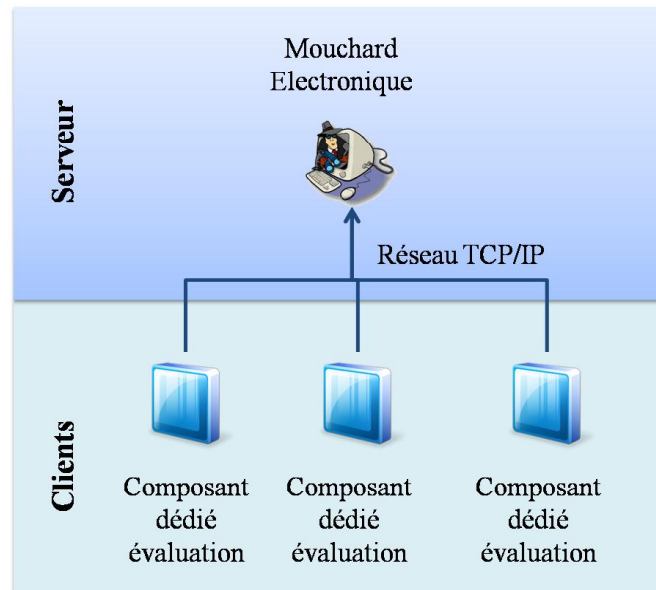 Mouchard
Electronique
Serveur
Réseau TCP/IP
Clients
Composant
dédié
évaluation
Composant
dédié
évaluation
Composant
dédié
évaluation